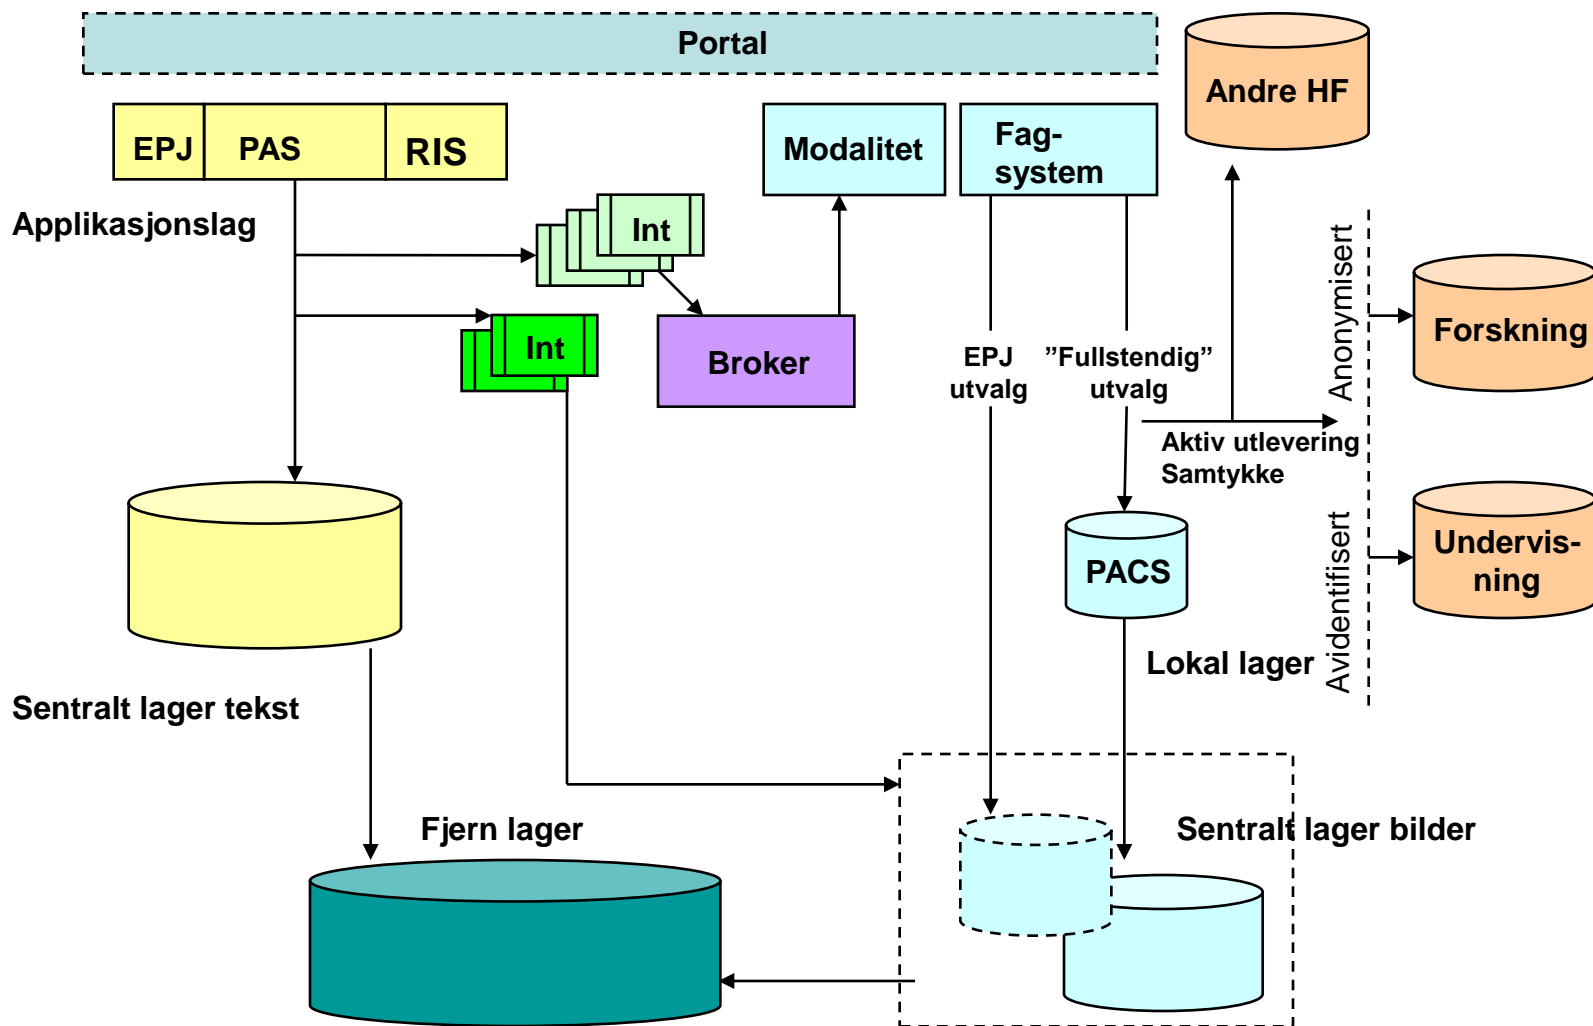 Portal
Andre HF
EPJ
PAS
RIS
Modalitet
Fag-
system
Applikasjonslag
Int
Int
Broker
EPJ
utvalg
”Fullstendig”
utvalg
Anonymisert
Forskning
Aktiv utlevering
Samtykke
PACS
Avidentifisert
Undervis-
ning
Lokal lager
Sentralt lager tekst
Fjern lager
Sentralt lager bilder